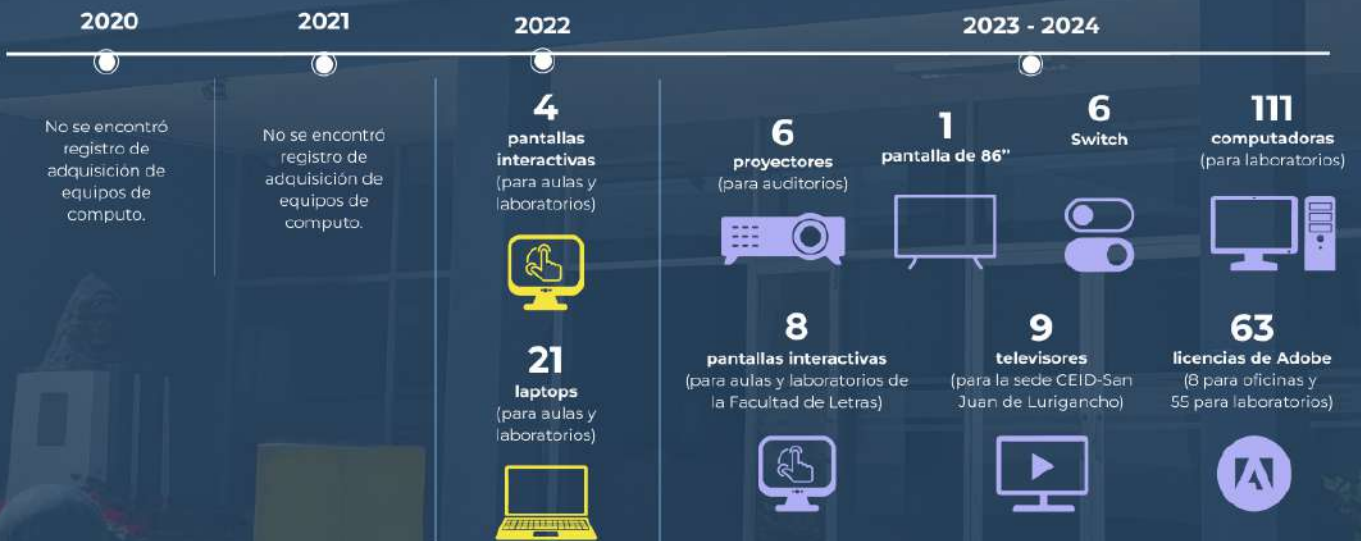 2020
No se encontró
registro de
adquisición de
equipos de
computo.
2021
No se encontró
registro de
adquisición de
equipos de
computo.
2022
4
pantallas
interactivas
(para aulas y
laboratorios)
21
laptops
(para aulas y
laboratorios)
2023 - 2024
6
proyectores
(para auditorios)
1
pantalla de 86”
6
Switch
111
computadoras
(para laboratorios)
8
pantallas interactivas
(para aulas y laboratorios de
la Facultad de Letras)
9
televisores
(para la sede CEID-San
Juan de Lurigancho)
63
licencias de Adobe
(8 para oficinas y
55 para laboratorios)